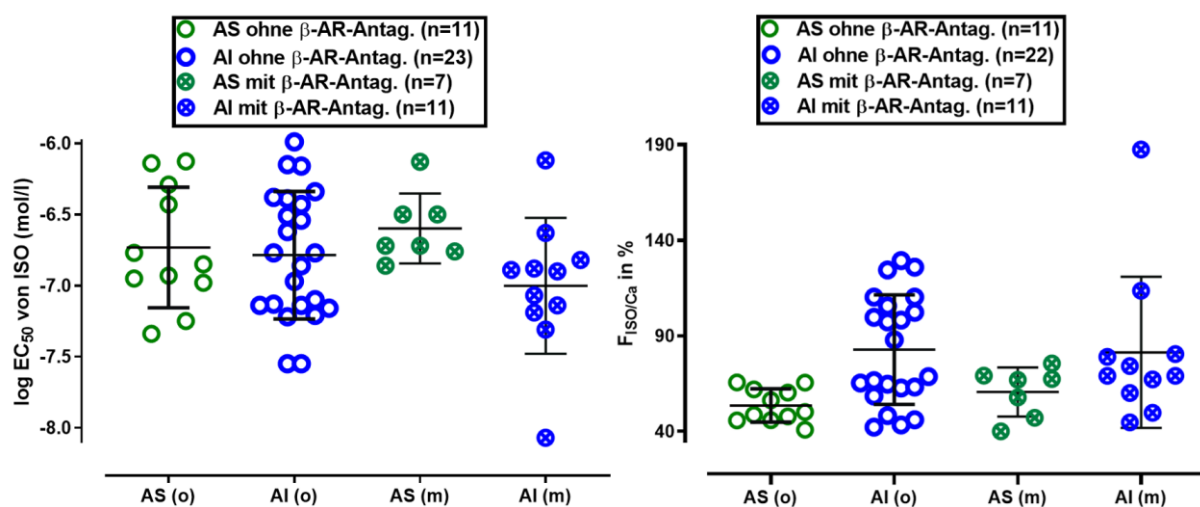 AS ohne β-AR-Antag. (n=11)
AI ohne β-AR-Antag. (n=23)
AS mit β-AR-Antag. (n=7)
AI mit β-AR-Antag. (n=11)
log EC50 von ISO (mol/l)
-6.0
-6.5
-7.0
-7.5
-8.0
AS (o)
AI (o)
AS (m)
AI (m)
AS ohne β-AR-Antag. (n=11)
AI ohne β-AR-Antag. (n=22)
AS mit β-AR-Antag. (n=7)
AI mit β-AR-Antag. (n=11)
FISO/Ca in %
190
140
90
40
AS (o)
AI (o)
AS (m)
AI (m)